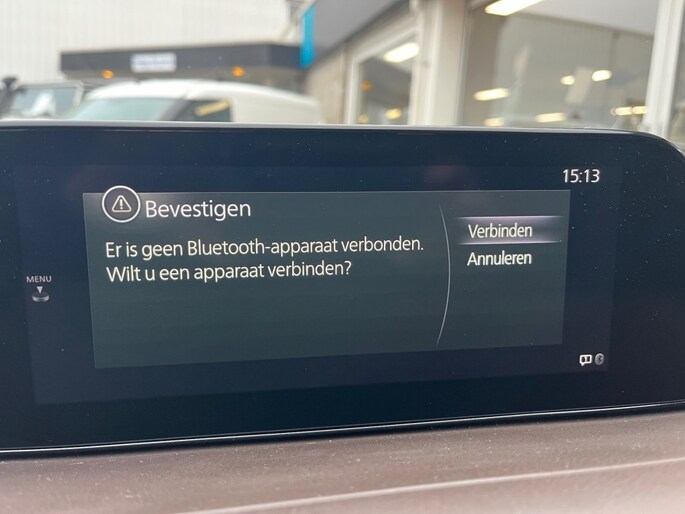 15:13
Bevestigen
Er is geen Bluetooth-apparaat verbonden.
Wilt u een apparaat verbinden?
Verbinden
Annuleren
MENU